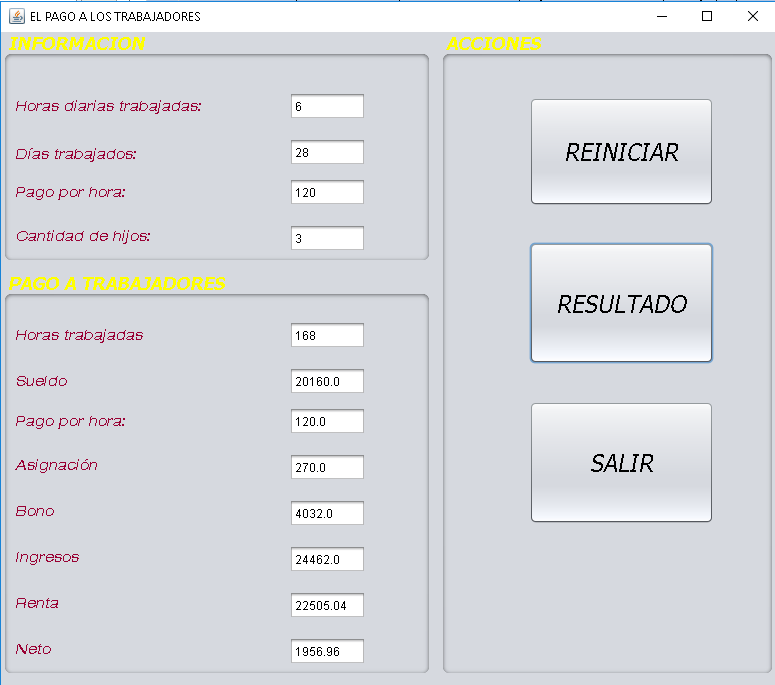 EL PAGO A LOS TRABAJADORES
INFORMACION
Horas diarias trabajadas: 6
Días trabajados: 28
Pago por hora: 120
Cantidad de hijos: 3
PAGO A TRABAJADORES
Horas trabajadas 168
Sueldo 20160.0
Pago por hora: 120.0
Asignación 270.0
Bono 4032.0
Ingresos 24462.0
Renta 22505.04
Neto 1956.96
ACCIONES
REINICIAR
RESULTADO
SALIR